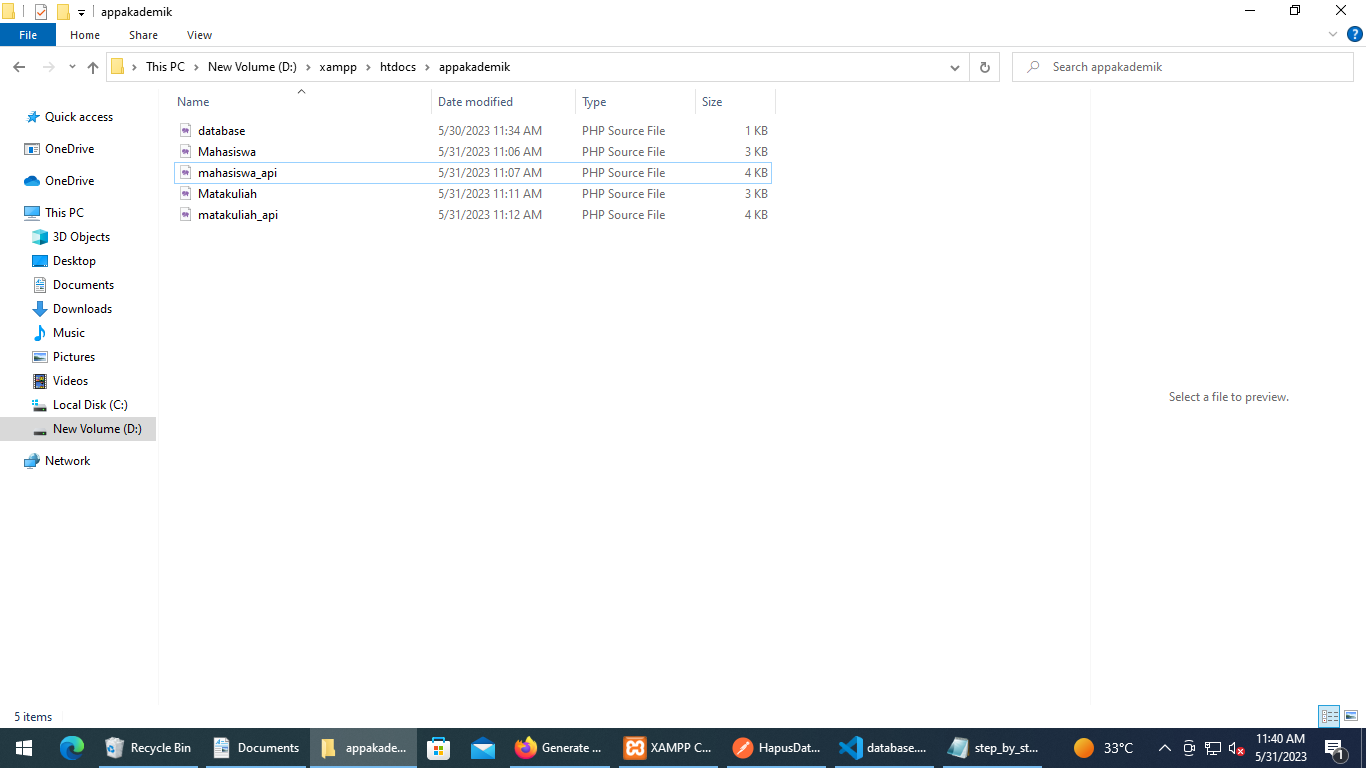 appakademik
File Home Share View
This PC New Volume (D:) xampp htdocs appakademik Search appakademik
Name Date modified Type Size
Quick access
OneDrive
OneDrive
This PC
3D Objects
Desktop
Documents
Downloads
Music
Pictures
Videos
Local Disk (C:)
New Volume (D:)
Network
database 5/30/2023 11:34 AM PHP Source File 1 KB
Mahasiswa 5/31/2023 11:06 AM PHP Source File 3 KB
mahasiswa_api 5/31/2023 11:07 AM PHP Source File 4 KB
Matakuliah 5/31/2023 11:11 AM PHP Source File 3 KB
matakuliah_api 5/31/2023 11:12 AM PHP Source File 4 KB
Select a file to preview.
5 items
Recycle Bin Documents appakade... Generate ... XAMPP C... HapusDat... database.... step_by_st... 33°C 11:40 AM
5/31/2023 1